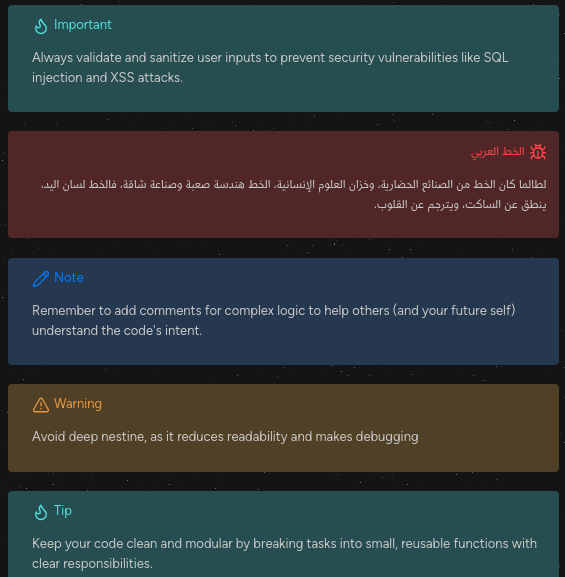 Important
Always validate and sanitize user inputs to prevent security vulnerabilities like SQL
injection and XSS attacks.
الخط العربي
لطالما كان الخط من الصنائع الحضارية، وخزان العلوم الإنسانية، الخط هندسة صعبة وصناعة شاقة، فالخط لسان اليد،
ينطق عن الساكت، ويترجم عن القلوب.
Note
Remember to add comments for complex logic to help others (and your future self)
understand the code's intent.
Warning
Avoid deep nestine, as it reduces readability and makes debugging
Tip
Keep your code clean and modular by breaking tasks into small, reusable functions with
clear responsibilities.